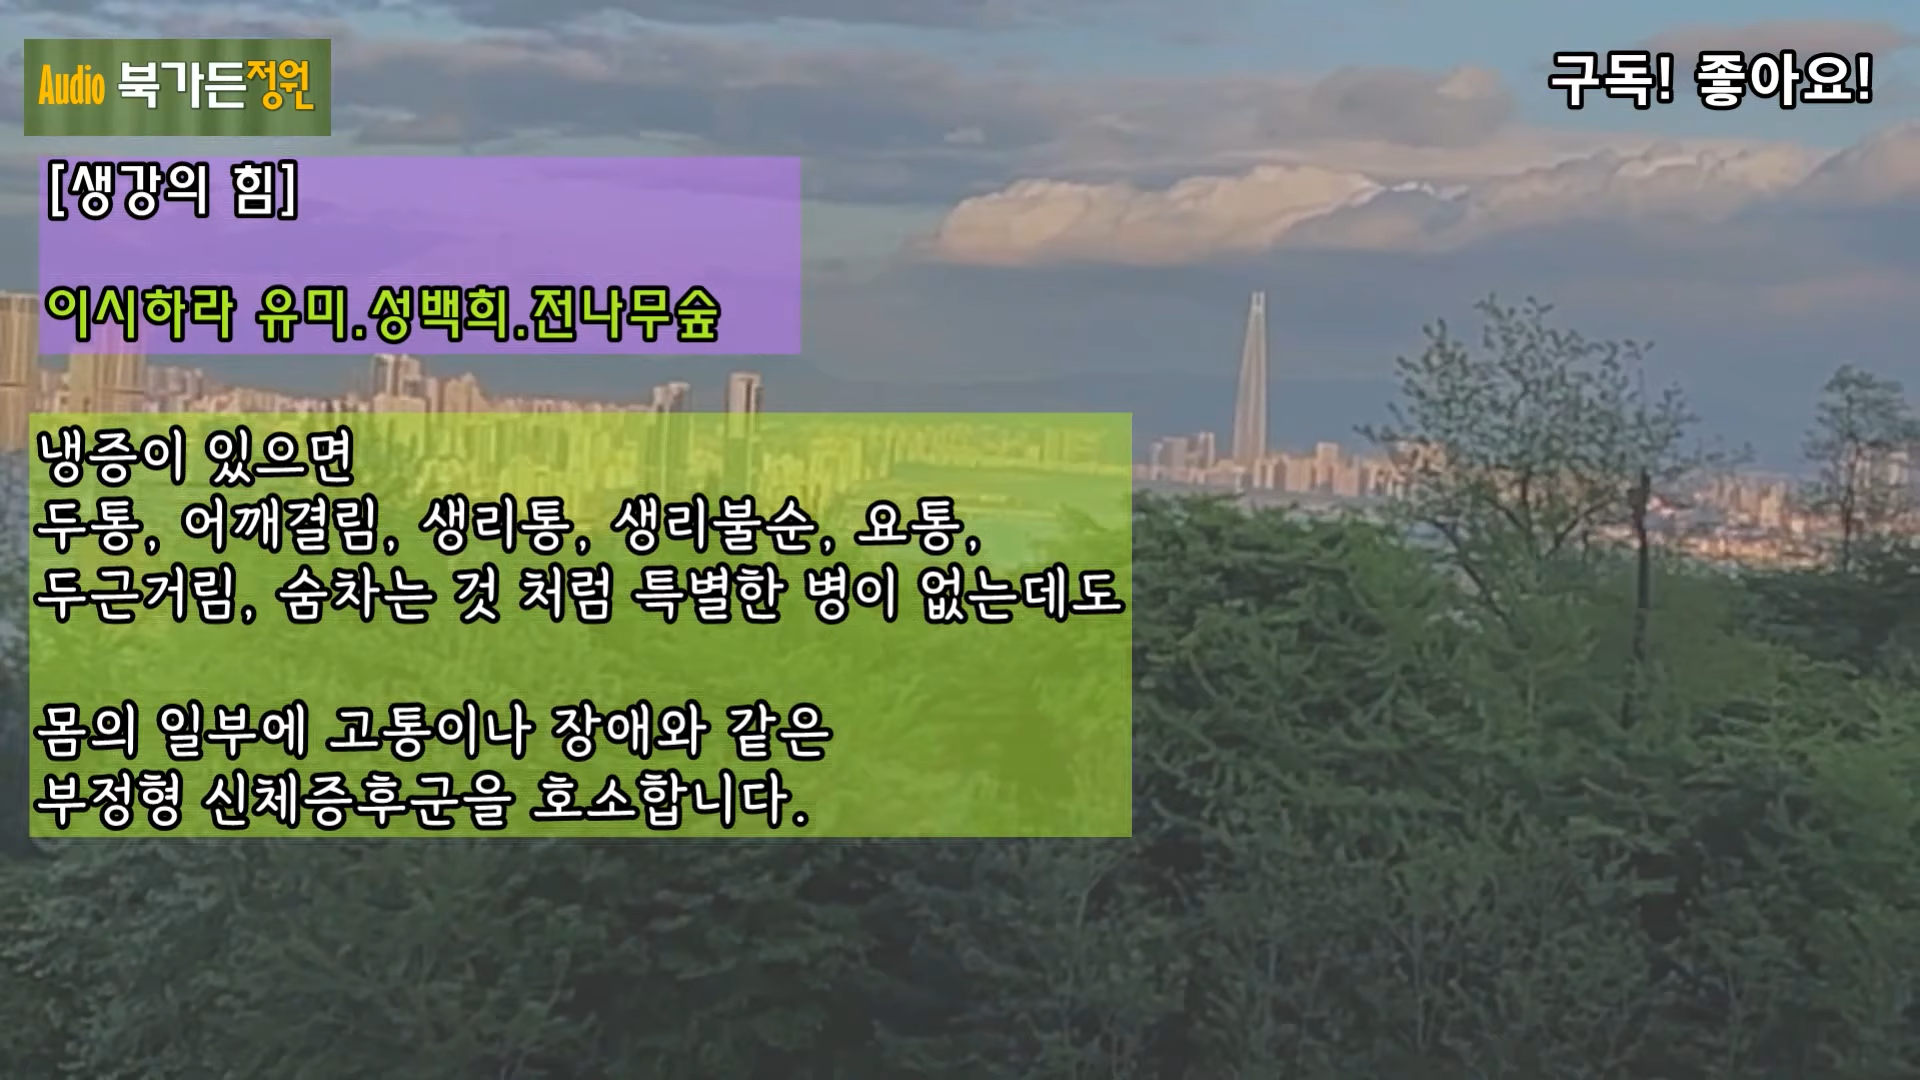 Audio 북가든정원
구독! 좋아요!
[생강의 힘]
이시하라 유미.성백희.전나무숲
냉증이 있으면
두통, 어깨결림, 생리통, 생리불순, 요통,
두근거림, 숨차는 것 처럼 특별한 병이 없는데도
몸의 일부에 고통이나 장애와 같은
부정형 신체증후군을 호소합니다.